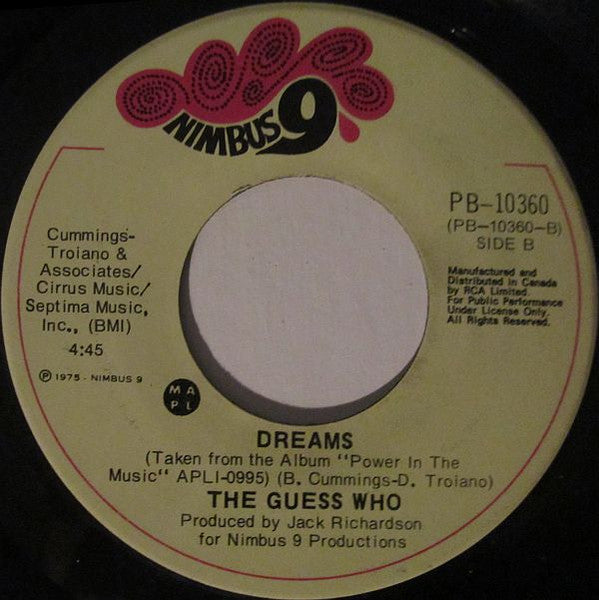 NIMBUS 9
Cummings-
Troiano &
Associates/
Cirrus Music/
Septima Music,
Inc., (BMI)
4:45
Ⓟ 1975 - NIMBUS 9
M A
P L
PB-10360
(PB-10360-B)
SIDE B
Manufactured and
Distributed in Canada
by RCA Limited.
For Public Performance
Under License Only.
All Rights Reserved.
DREAMS
(Taken from the Album "Power In The
Music" APLI-0995) (B. Cummings-D. Troiano)
THE GUESS WHO
Produced by Jack Richardson
for Nimbus 9 Productions